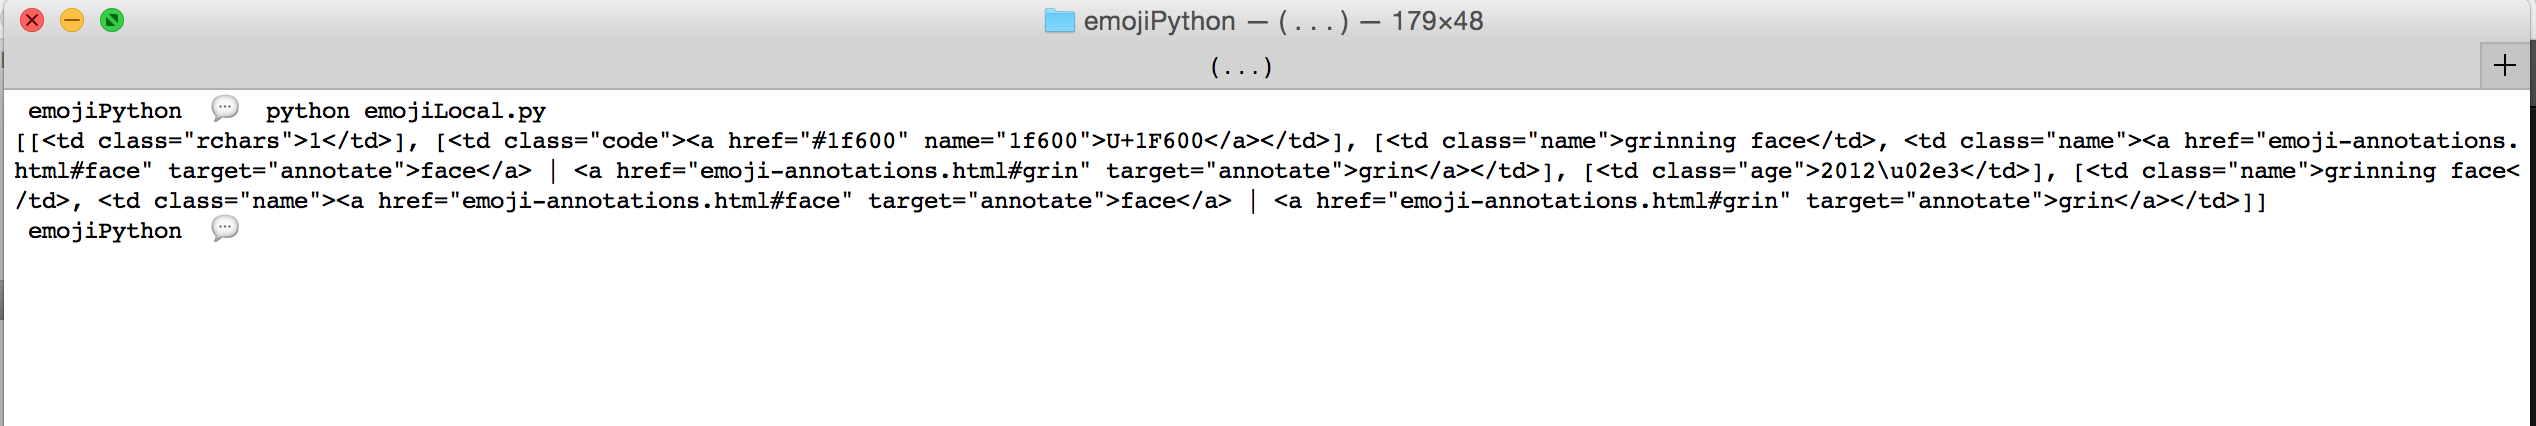 emojiPython — (...) — 179×48
(...)
emojiPython 💬 python emojiLocal.py
[[<td class="rchars">1</td>], [<td class="code"><a href="#1f600" name="1f600">U+1F600</a></td>], [<td class="name">grinning face</td>, <td class="name"><a href="emoji-annotations.
html#face" target="annotate">face</a> | <a href="emoji-annotations.html#grin" target="annotate">grin</a></td>], [<td class="age">2012\u02e3</td>], [<td class="name">grinning face<
/td>, <td class="name"><a href="emoji-annotations.html#face" target="annotate">face</a> | <a href="emoji-annotations.html#grin" target="annotate">grin</a></td>]]
emojiPython 💬